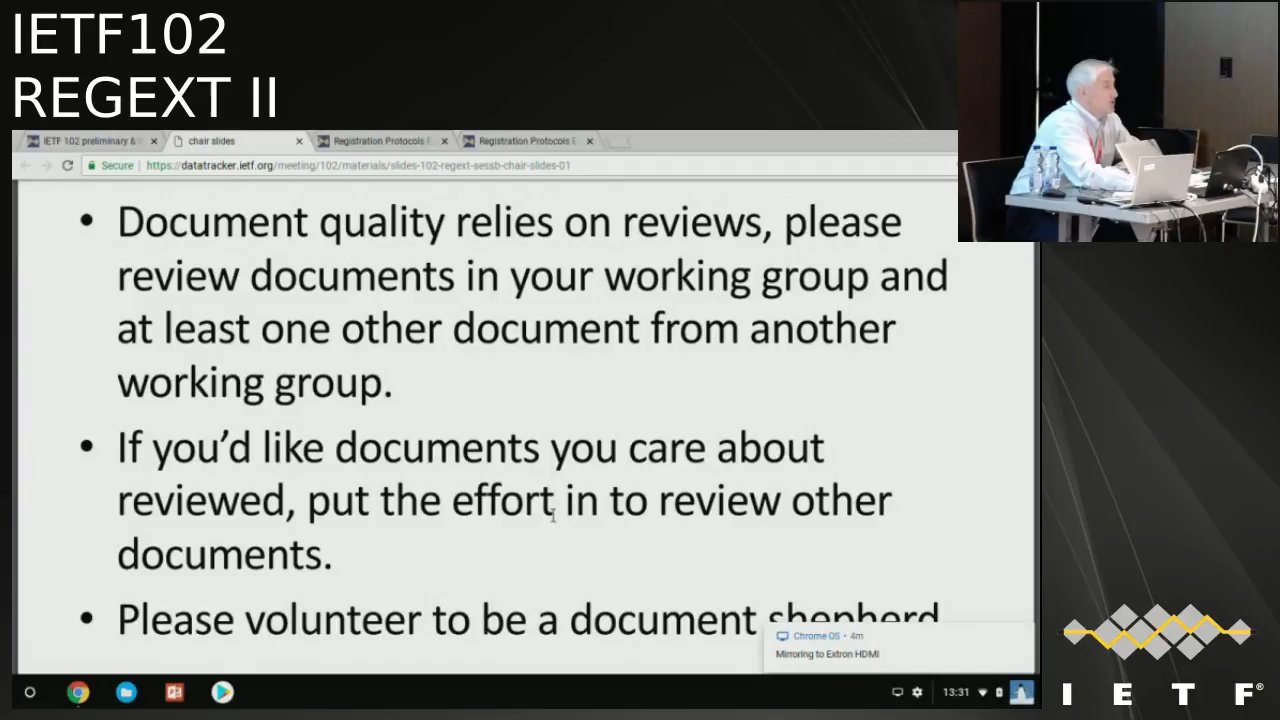 IETF102
REGEXT II
IETF 102 preliminary &
chair slides
Registration Protocols E
Registration Protocols E
Secure
https://datatracker.ietf.org/meeting/102/materials/slides-102-regext-sessb-chair-slides-01
• Document quality relies on reviews, please
review documents in your working group and
at least one other document from another
working group.
• If you’d like documents you care about
reviewed, put the effort in to review other
documents.
• Please volunteer to be a document shepherd
Chrome OS • 4m
Mirroring to Extron HDMI
13:31
I E T F®